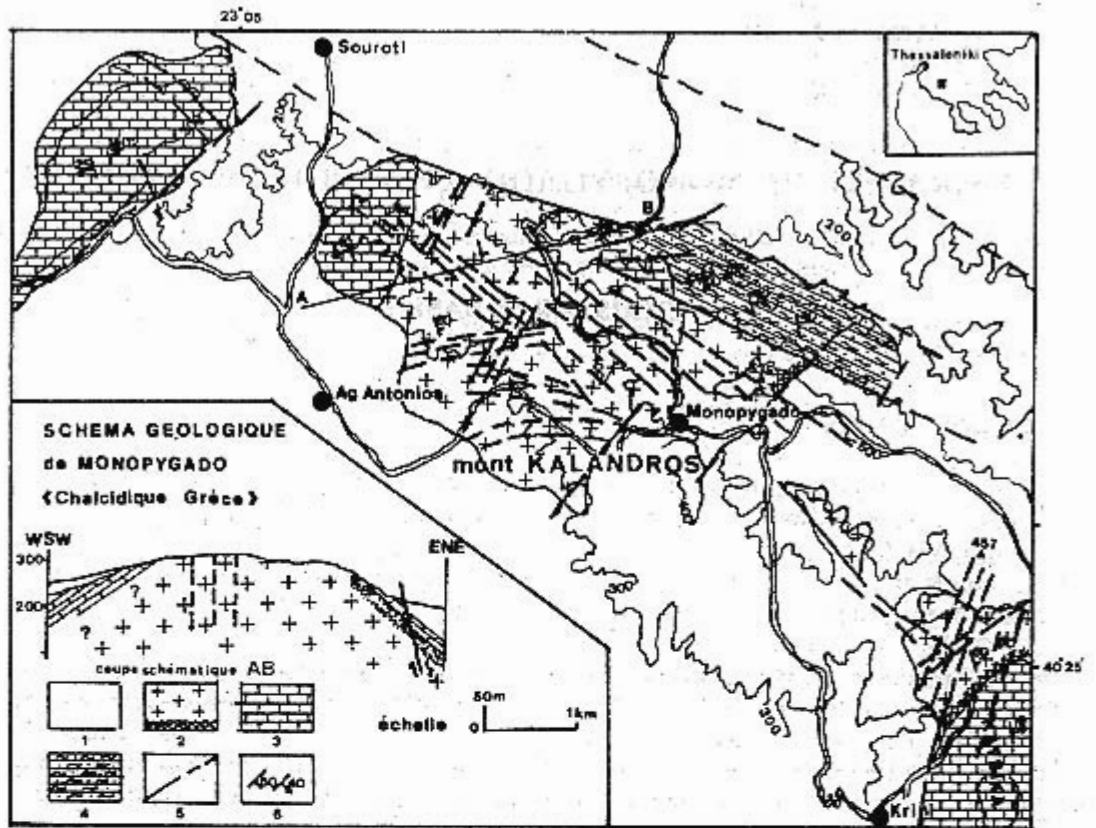 23 05
Souroti
Thessaloniki
200
B
200
A
Ag Antonios
Monopygado
500
mont KALANDROS
SCHEMA GEOLOGIQUE
de MONOPYGADO
(Chalcidique Grèce)
WSW
ENE
300
200
?
?
coupe schématique AB
1
2
3
4
5
6
échelle
50m
0
1km
300
300
457
40 25'
Krini